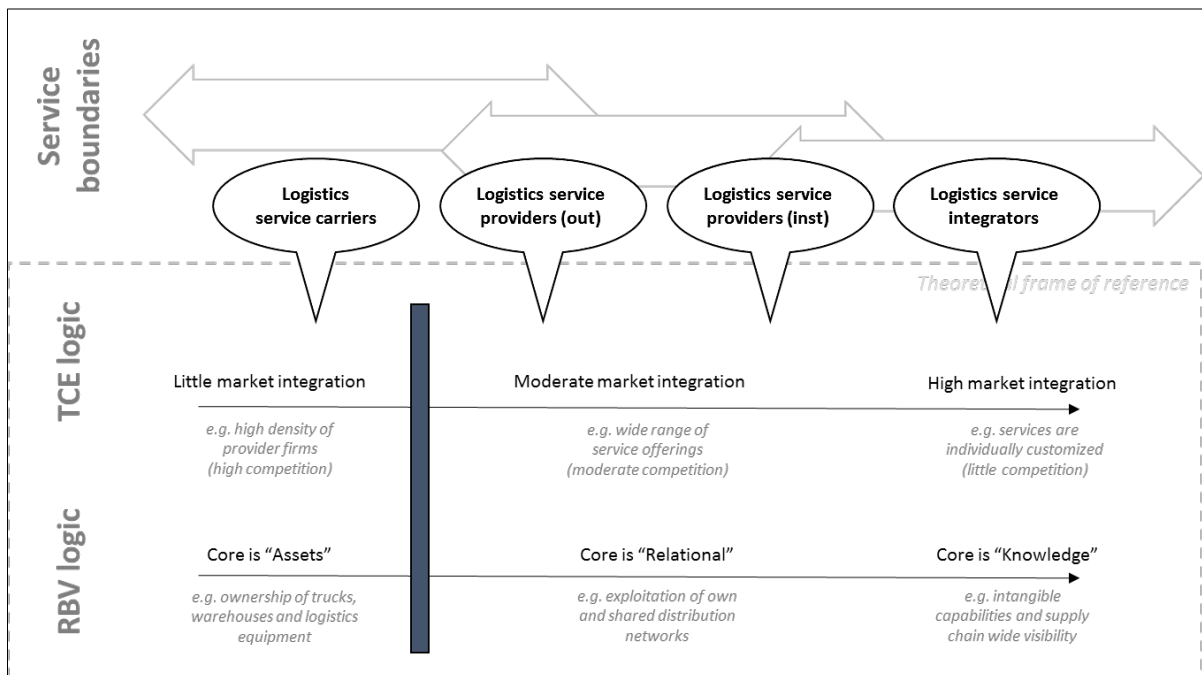 Service
boundaries
Logistics
service carriers
Logistics service
providers (out)
Logistics service
providers (inst)
Logistics service
integrators
frame of reference
TCE logic
Little market integration
Moderate market integration
High market integration
e.g. high density of
provider firms
(high competition)
e.g. wide range of
service offerings
(moderate competition)
e.g. services are
individually customized
(little competition)
RBV logic
Core is “Assets”
Core is “Relational”
Core is “Knowledge”
e.g. ownership of trucks,
warehouses and logistics
equipment
e.g. exploitation of own
and shared distribution
networks
e.g. intangible
capabilities and supply
chain wide visibility